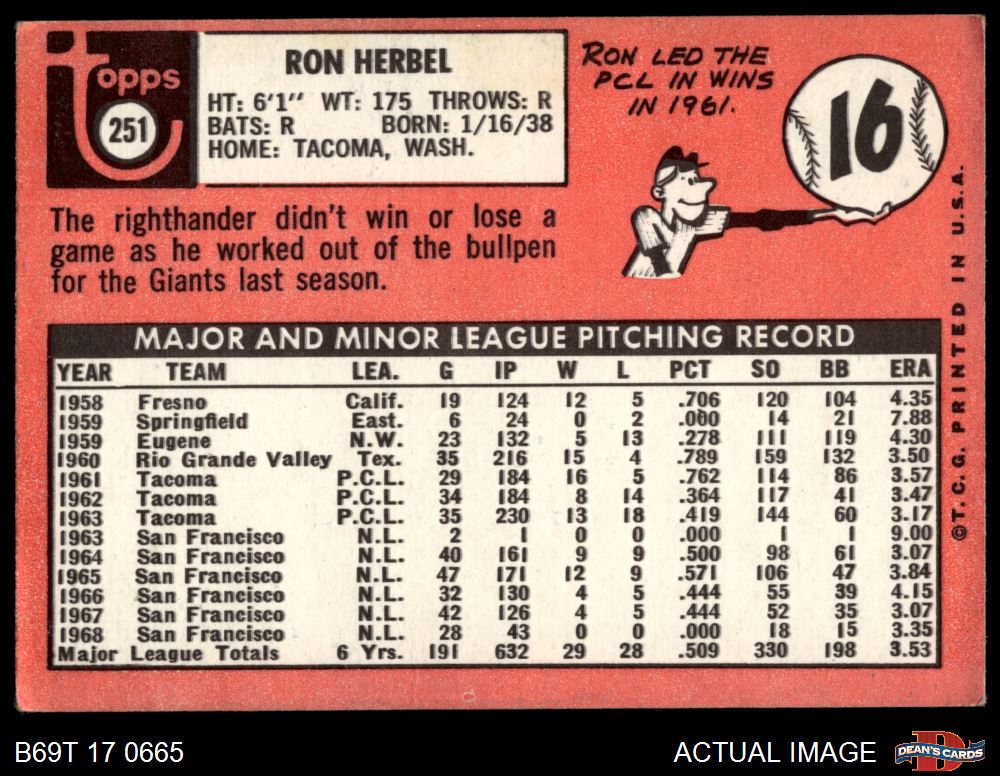 topps
251
RON HERBEL
HT: 6'1" WT: 175 THROWS: R
BATS: R BORN: 1/16/38
HOME: TACOMA, WASH.
RON LED THE
PCL IN WINS
IN 1961.
16
The righthander didn't win or lose a
game as he worked out of the bullpen
for the Giants last season.
MAJOR AND MINOR LEAGUE PITCHING RECORD
YEAR TEAM LEA. G IP W L PCT SO BB ERA
1958 Fresno Calif. 19 124 12 5 .706 120 104 4.35
1959 Springfield East. 6 24 0 2 .000 14 21 7.88
1959 Eugene N.W. 23 132 5 13 .278 111 119 4.30
1960 Rio Grande Valley Tex. 35 216 15 4 .789 159 132 3.50
1961 Tacoma P.C.L. 29 184 16 5 .762 114 86 3.57
1962 Tacoma P.C.L. 34 184 8 14 .364 117 41 3.47
1963 Tacoma P.C.L. 35 230 13 18 .419 144 60 3.17
1963 San Francisco N.L. 2 1 0 0 .000 1 1 9.00
1964 San Francisco N.L. 40 161 9 9 .500 98 61 3.07
1965 San Francisco N.L. 47 171 12 9 .571 106 47 3.84
1966 San Francisco N.L. 32 130 4 5 .444 55 39 4.15
1967 San Francisco N.L. 42 126 4 5 .444 52 35 3.07
1968 San Francisco N.L. 28 43 0 0 .000 18 15 3.35
Major League Totals 6 Yrs. 191 632 29 28 .509 330 198 3.53
©T.C.G. PRINTED IN U.S.A.
B69T 17 0665
ACTUAL IMAGE
DEAN'S CARDS